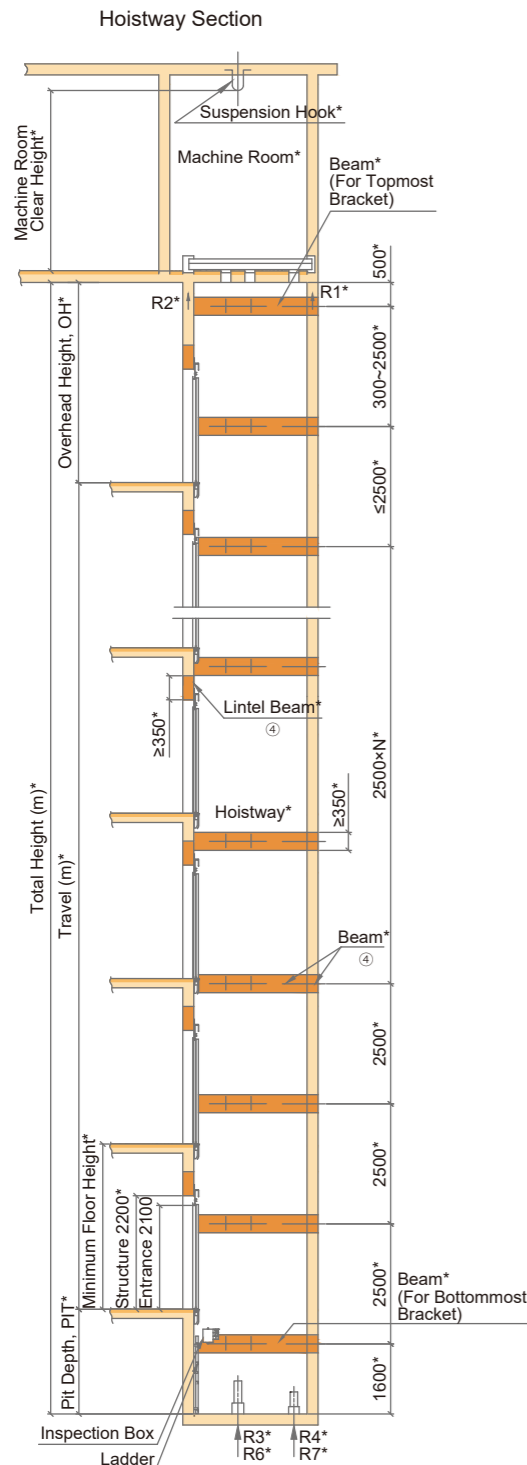 Hoistway Section
Suspension Hook*
Machine Room*
Machine Room
Clear Height*
Beam*
(For Topmost
Bracket)
500*
R2*
R1*
Overhead Height, OH*
300~2500*
≤2500*
Lintel Beam*
④
≥350*
2500×N*
Hoistway*
≥350*
Total Height (m)*
Travel (m)*
Beam*
④
2500*
2500*
Minimum Floor Height*
Structure 2200*
Entrance 2100
2500*
Beam*
(For Bottommost
Bracket)
Pit Depth, PIT*
1600*
Inspection Box
Ladder
R3*
R6*
R4*
R7*